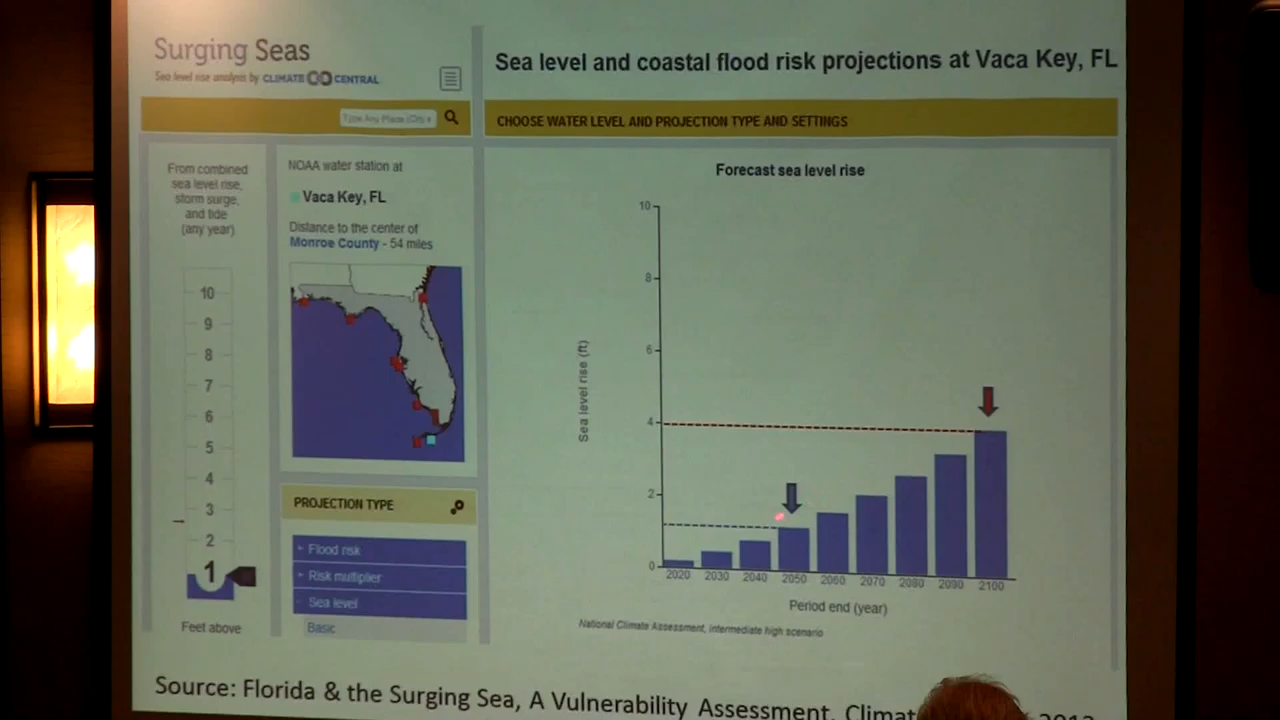 Surging Seas
Sea level rise analysis by CLIMATE CENTRAL
Type Any Place (City
Sea level and coastal flood risk projections at Vaca Key, FL
CHOOSE WATER LEVEL AND PROJECTION TYPE AND SETTINGS
From combined
sea level rise,
storm surge,
and tide
(any year)
10
9
8
7
6
5
4
3
2
1
Feet above
NOAA water station at
Vaca Key, FL
Distance to the center of
Monroe County - 54 miles
PROJECTION TYPE
+ Flood risk
+ Risk multiplier
- Sea level
Basic
Forecast sea level rise
Sea level rise (ft)
10
8
6
4
2
0
2020 2030 2040 2050 2060 2070 2080 2090 2100
Period end (year)
National Climate Assessment, intermediate high scenario
Source: Florida & the Surging Sea, A Vulnerability Assessment, Climat